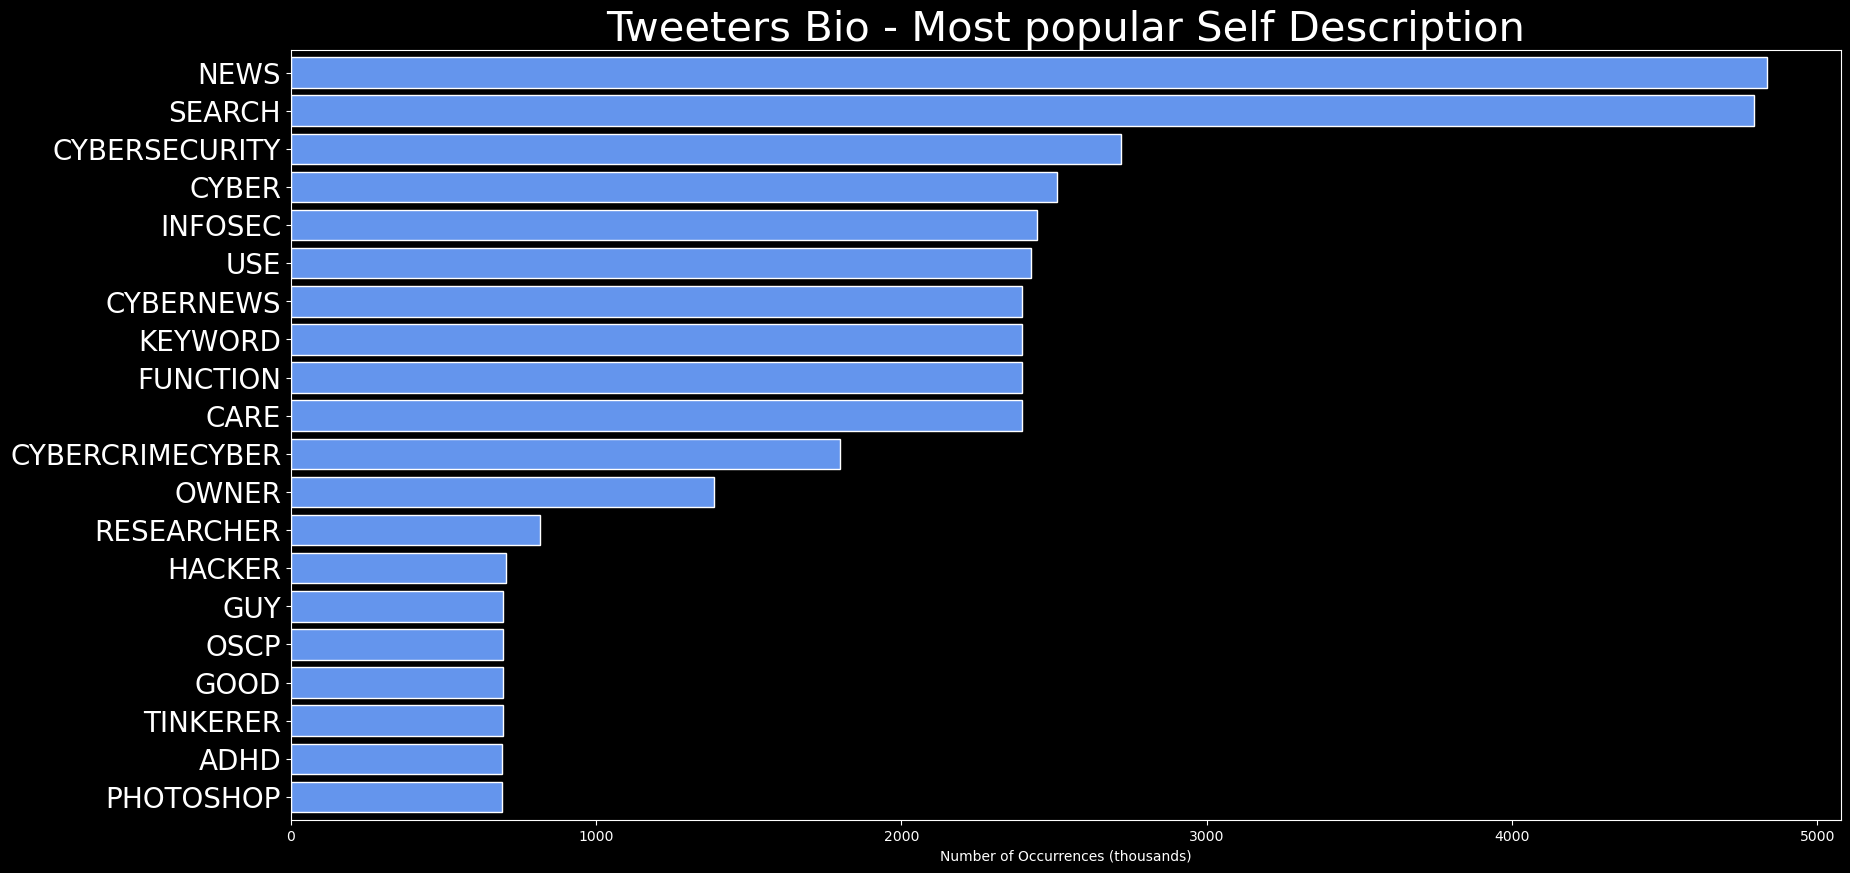 Tweeters Bio - Most popular Self Description
NEWS
SEARCH
CYBERSECURITY
CYBER
INFOSEC
USE
CYBERNEWS
KEYWORD
FUNCTION
CARE
CYBERCRIMECYBER
OWNER
RESEARCHER
HACKER
GUY
OSCP
GOOD
TINKERER
ADHD
PHOTOSHOP
0 1000 2000 3000 4000 5000
Number of Occurrences (thousands)